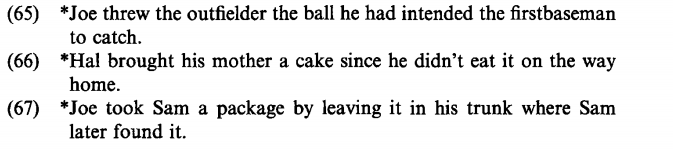 (65) *Joe threw the outfielder the ball he had intended the firstbaseman
to catch.
(66) *Hal brought his mother a cake since he didn't eat it on the way
home.
(67) *Joe took Sam a package by leaving it in his trunk where Sam
later found it.